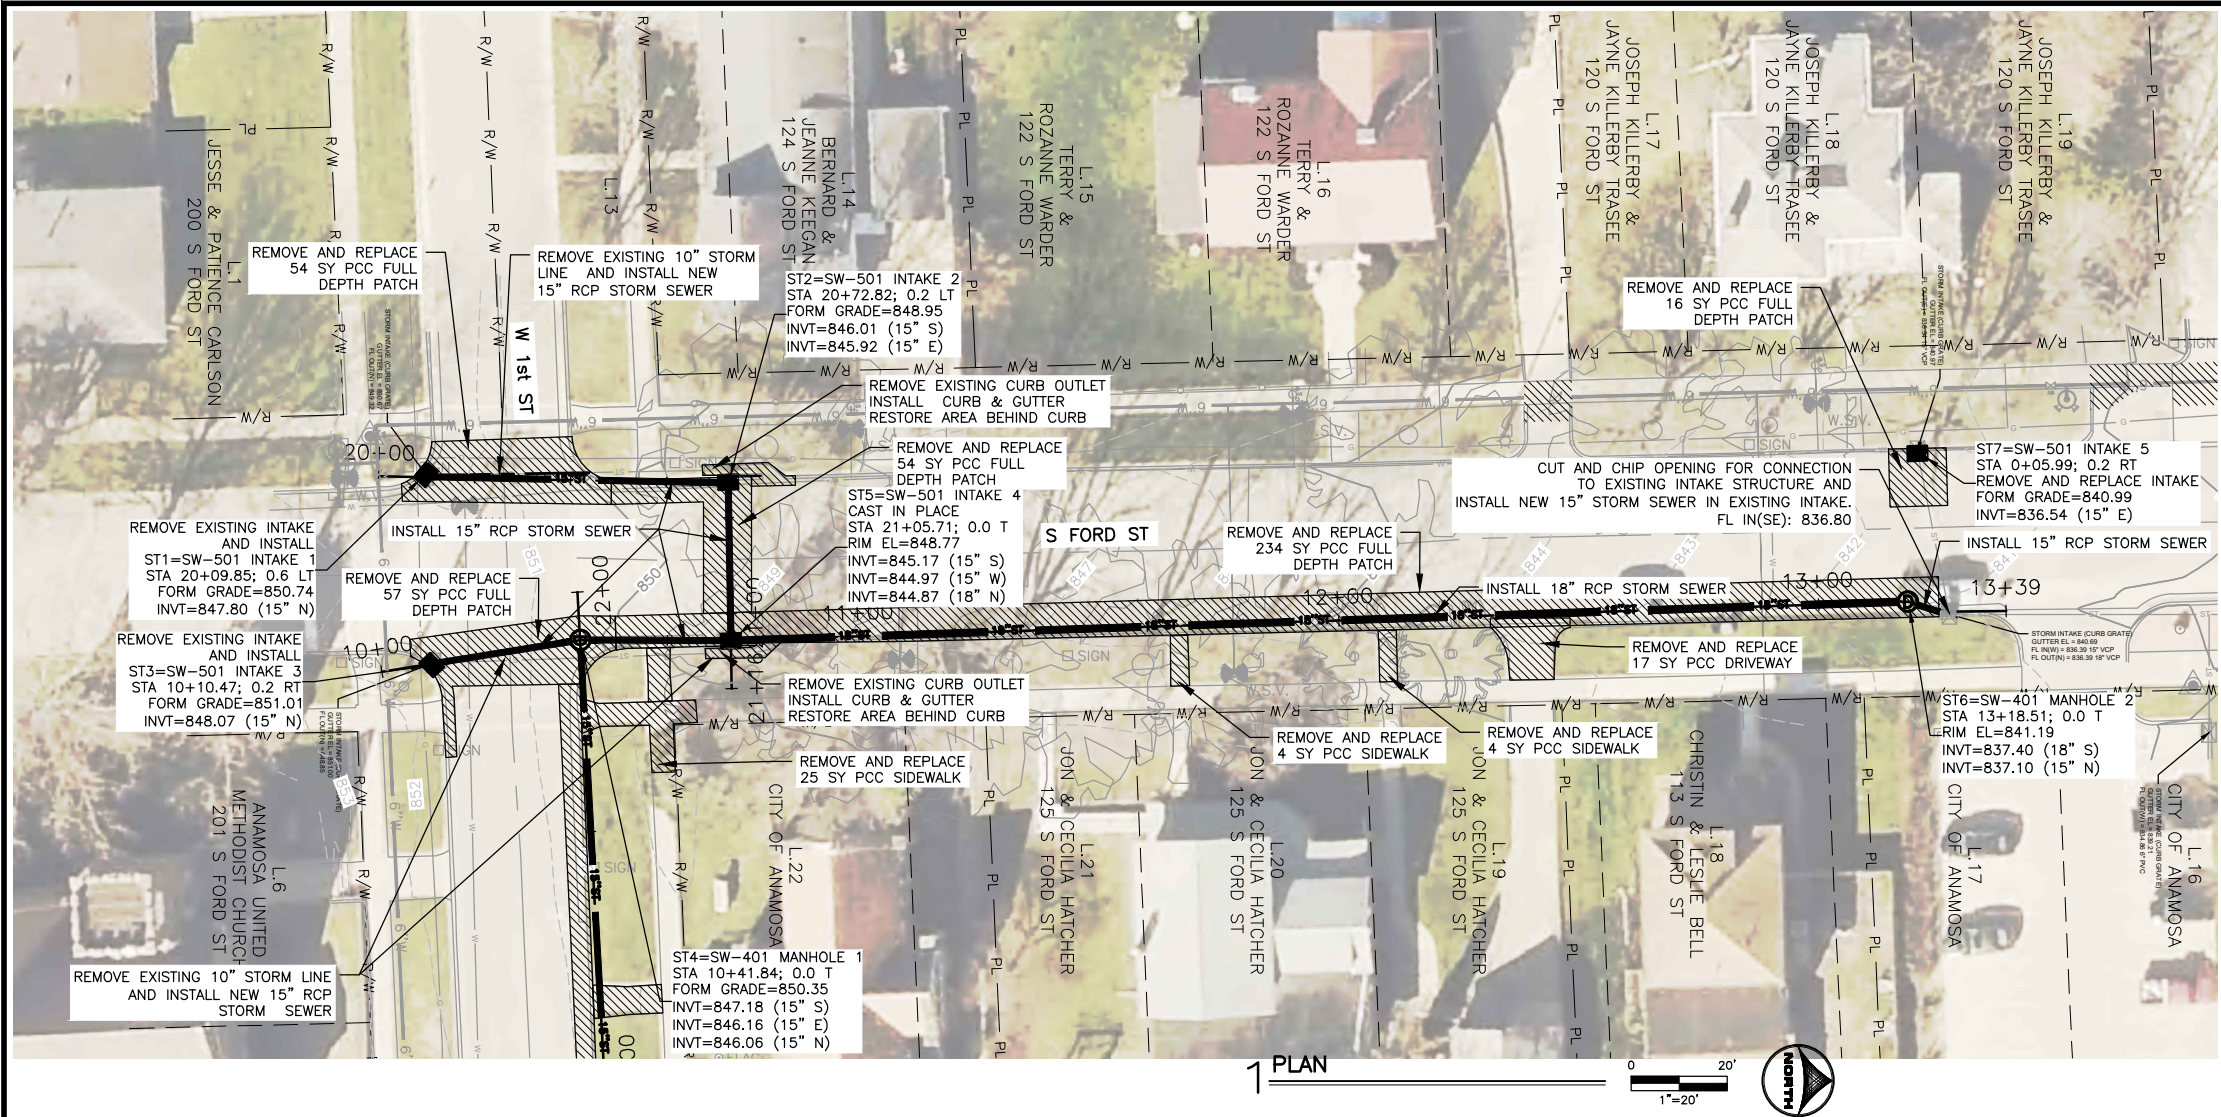 REMOVE AND REPLACE
54 SY PCC FULL
DEPTH PATCH
REMOVE EXISTING 10" STORM
LINE AND INSTALL NEW
15" RCP STORM SEWER
ST2=SW-501 INTAKE 2
STA 20+72.82; 0.2 LT
FORM GRADE=848.95
INVT=846.01 (15" S)
INVT=845.92 (15" E)
REMOVE EXISTING CURB OUTLET
INSTALL CURB & GUTTER
RESTORE AREA BEHIND CURB
REMOVE AND REPLACE
54 SY PCC FULL
DEPTH PATCH
ST5=SW-501 INTAKE 4
CAST IN PLACE
STA 21+05.71; 0.0 T
RIM EL=848.77
INVT=845.17 (15" S)
INVT=844.97 (15" W)
INVT=844.87 (18" N)
REMOVE AND REPLACE
16 SY PCC FULL
DEPTH PATCH
CUT AND CHIP OPENING FOR CONNECTION
TO EXISTING INTAKE STRUCTURE AND
INSTALL NEW 15" STORM SEWER IN EXISTING INTAKE.
FL IN(SE): 836.80
ST7=SW-501 INTAKE 5
STA 0+05.99; 0.2 RT
REMOVE AND REPLACE INTAKE
FORM GRADE=840.99
INVT=836.54 (15" E)
INSTALL 15" RCP STORM SEWER
REMOVE EXISTING INTAKE
AND INSTALL
ST1=SW-501 INTAKE 1
STA 20+09.85; 0.6 LT
FORM GRADE=850.74
INVT=847.80 (15" N)
INSTALL 15" RCP STORM SEWER
REMOVE AND REPLACE
57 SY PCC FULL
DEPTH PATCH
REMOVE EXISTING INTAKE
AND INSTALL
ST3=SW-501 INTAKE 3
STA 10+10.47; 0.2 RT
FORM GRADE=851.01
INVT=848.07 (15" N)
REMOVE AND REPLACE
234 SY PCC FULL
DEPTH PATCH
INSTALL 18" RCP STORM SEWER
REMOVE AND REPLACE
17 SY PCC DRIVEWAY
REMOVE EXISTING CURB OUTLET
INSTALL CURB & GUTTER
RESTORE AREA BEHIND CURB
REMOVE AND REPLACE
25 SY PCC SIDEWALK
REMOVE AND REPLACE
4 SY PCC SIDEWALK
REMOVE AND REPLACE
4 SY PCC SIDEWALK
ST6=SW-401 MANHOLE 2
STA 13+18.51; 0.0 T
RIM EL=841.19
INVT=837.40 (18" S)
INVT=837.10 (15" N)
STORM INTAKE (CURB GRATE)
GUTTER EL = 840.69
FL IN(W) = 836.39 15" VCP
FL OUT(N) = 836.39 18" VCP
REMOVE EXISTING 10" STORM LINE
AND INSTALL NEW 15" RCP
STORM SEWER
ST4=SW-401 MANHOLE 1
STA 10+41.84; 0.0 T
FORM GRADE=850.35
INVT=847.18 (15" S)
INVT=846.16 (15" E)
INVT=846.06 (15" N)
W 1st ST
S FORD ST
20+00
10+00
22+00
11+00
12+00
13+00
13+39
L.1
JESSE & PATIENCE CARLSON
200 S FORD ST
L.13
L.14
BERNARD &
JEANNE KEEGAN
124 S FORD ST
L.15
TERRY &
ROZANNE WARDER
122 S FORD ST
L.16
TERRY &
ROZANNE WARDER
122 S FORD ST
L.17
JOSEPH KILLERBY &
JAYNE KILLERBY TRASEE
120 S FORD ST
L.18
JOSEPH KILLERBY &
JAYNE KILLERBY TRASEE
120 S FORD ST
L.19
JOSEPH KILLERBY &
JAYNE KILLERBY TRASEE
120 S FORD ST
L.6
ANAMOSA UNITED
METHODIST CHURCH
201 S FORD ST
L.22
CITY OF ANAMOSA
L.21
JON & CECILIA HATCHER
125 S FORD ST
L.20
JON & CECILIA HATCHER
125 S FORD ST
L.19
JON & CECILIA HATCHER
125 S FORD ST
L.18
CHRISTIN & LESLIE BELL
113 S FORD ST
L.17
CITY OF ANAMOSA
L.16
CITY OF ANAMOSA
1 PLAN
0 20'
1"=20'
NORTH